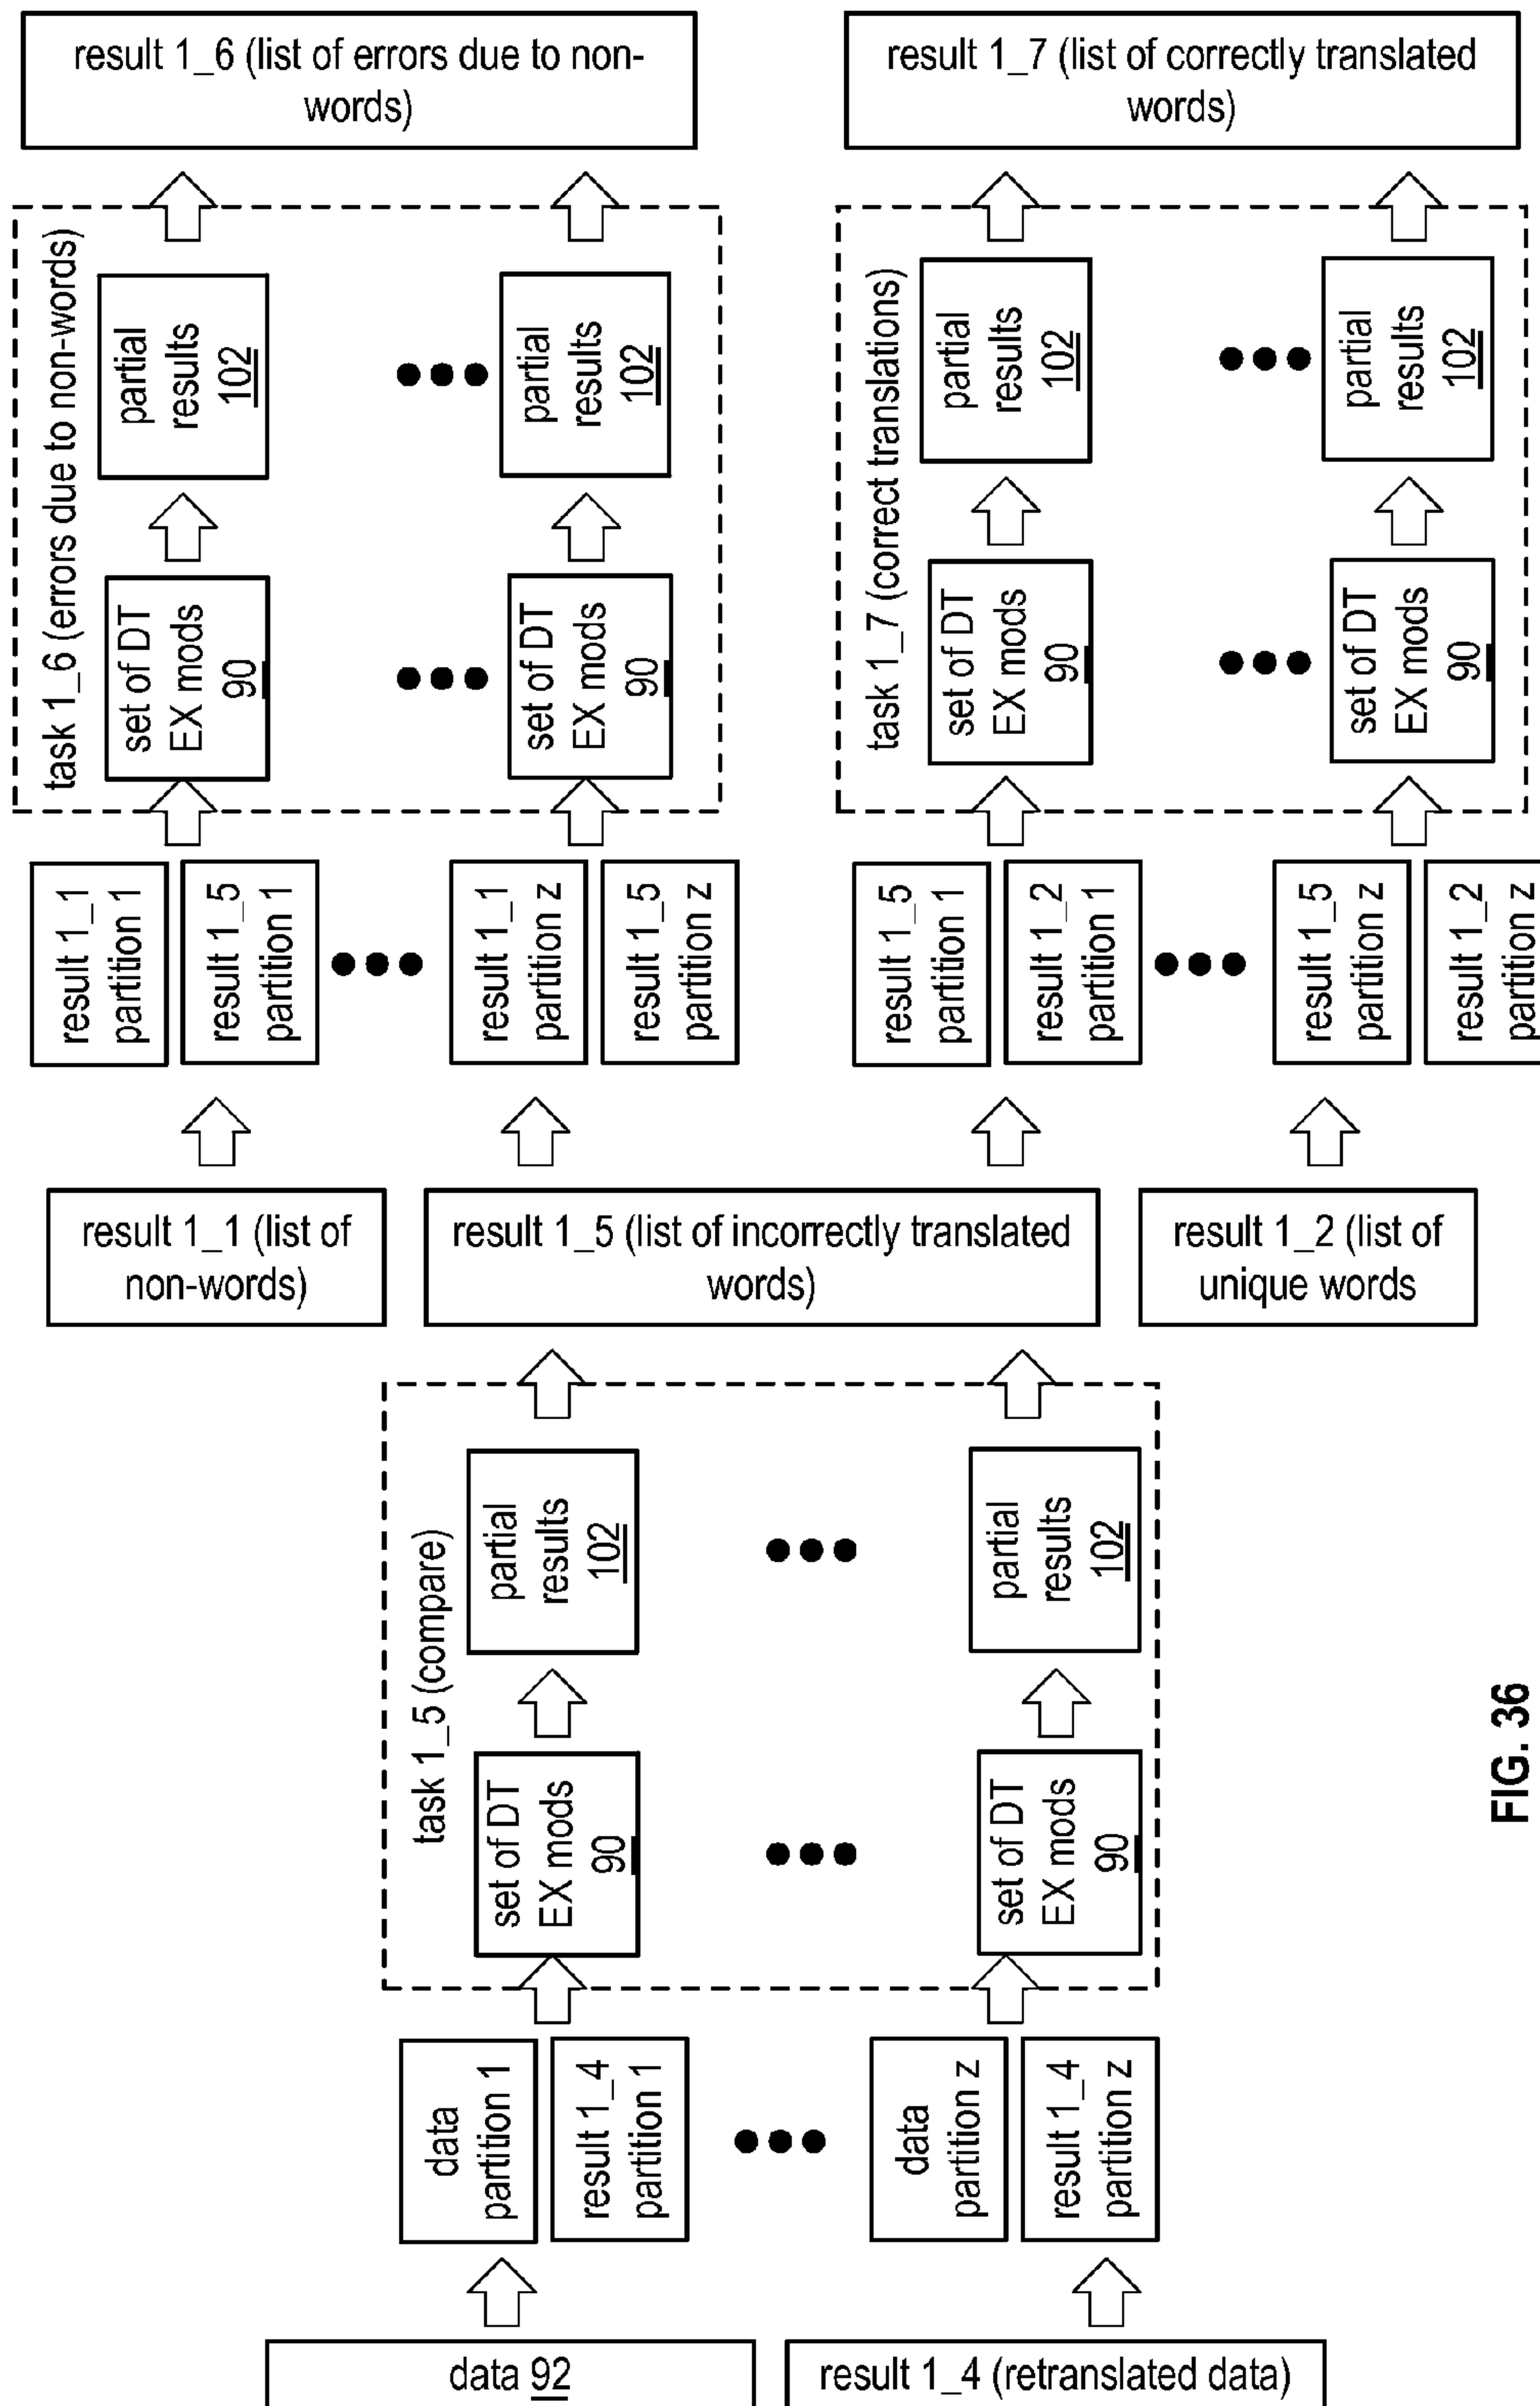 data 92
result 1_4 (retranslated data)
data
partition 1
result 1_4
partition 1
data
partition z
result 1_4
partition z
task 1_5 (compare)
set of DT
EX mods
90
partial
results
102
set of DT
EX mods
90
partial
results
102
result 1_1 (list of
non-words)
result 1_5 (list of incorrectly translated
words)
result 1_2 (list of
unique words
result 1_1
partition 1
result 1_5
partition 1
result 1_1
partition z
result 1_5
partition z
task 1_6 (errors due to non-words)
set of DT
EX mods
90
partial
results
102
set of DT
EX mods
90
partial
results
102
result 1_6 (list of errors due to non-
words)
result 1_5
partition 1
result 1_2
partition 1
result 1_5
partition z
result 1_2
partition z
task 1_7 (correct translations)
set of DT
EX mods
90
partial
results
102
set of DT
EX mods
90
partial
results
102
result 1_7 (list of correctly translated
words)
FIG. 36